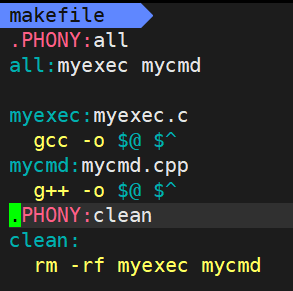 makefile
.PHONY:all
all:myexec mycmd
myexec:myexec.c
gcc -o $@ $^
mycmd:mycmd.cpp
g++ -o $@ $^
.PHONY:clean
clean:
rm -rf myexec mycmd